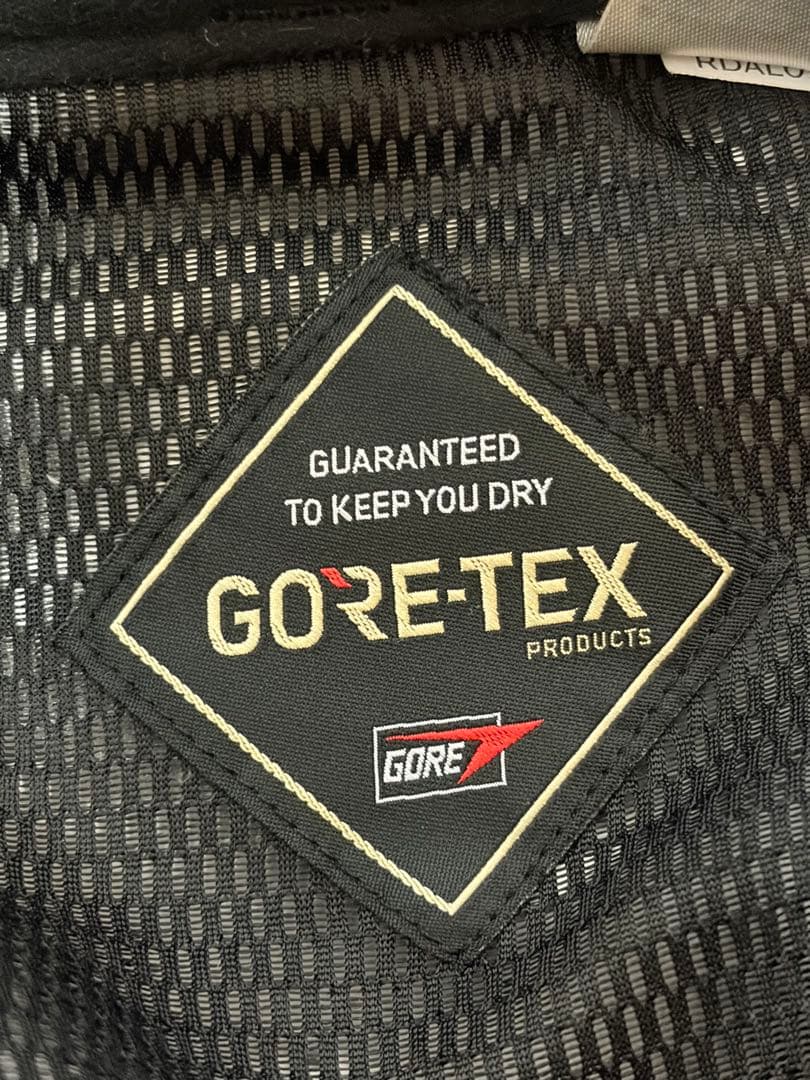 GUARANTEED
TO KEEP YOU DRY
GORE-TEX
PRODUCTS
GORE